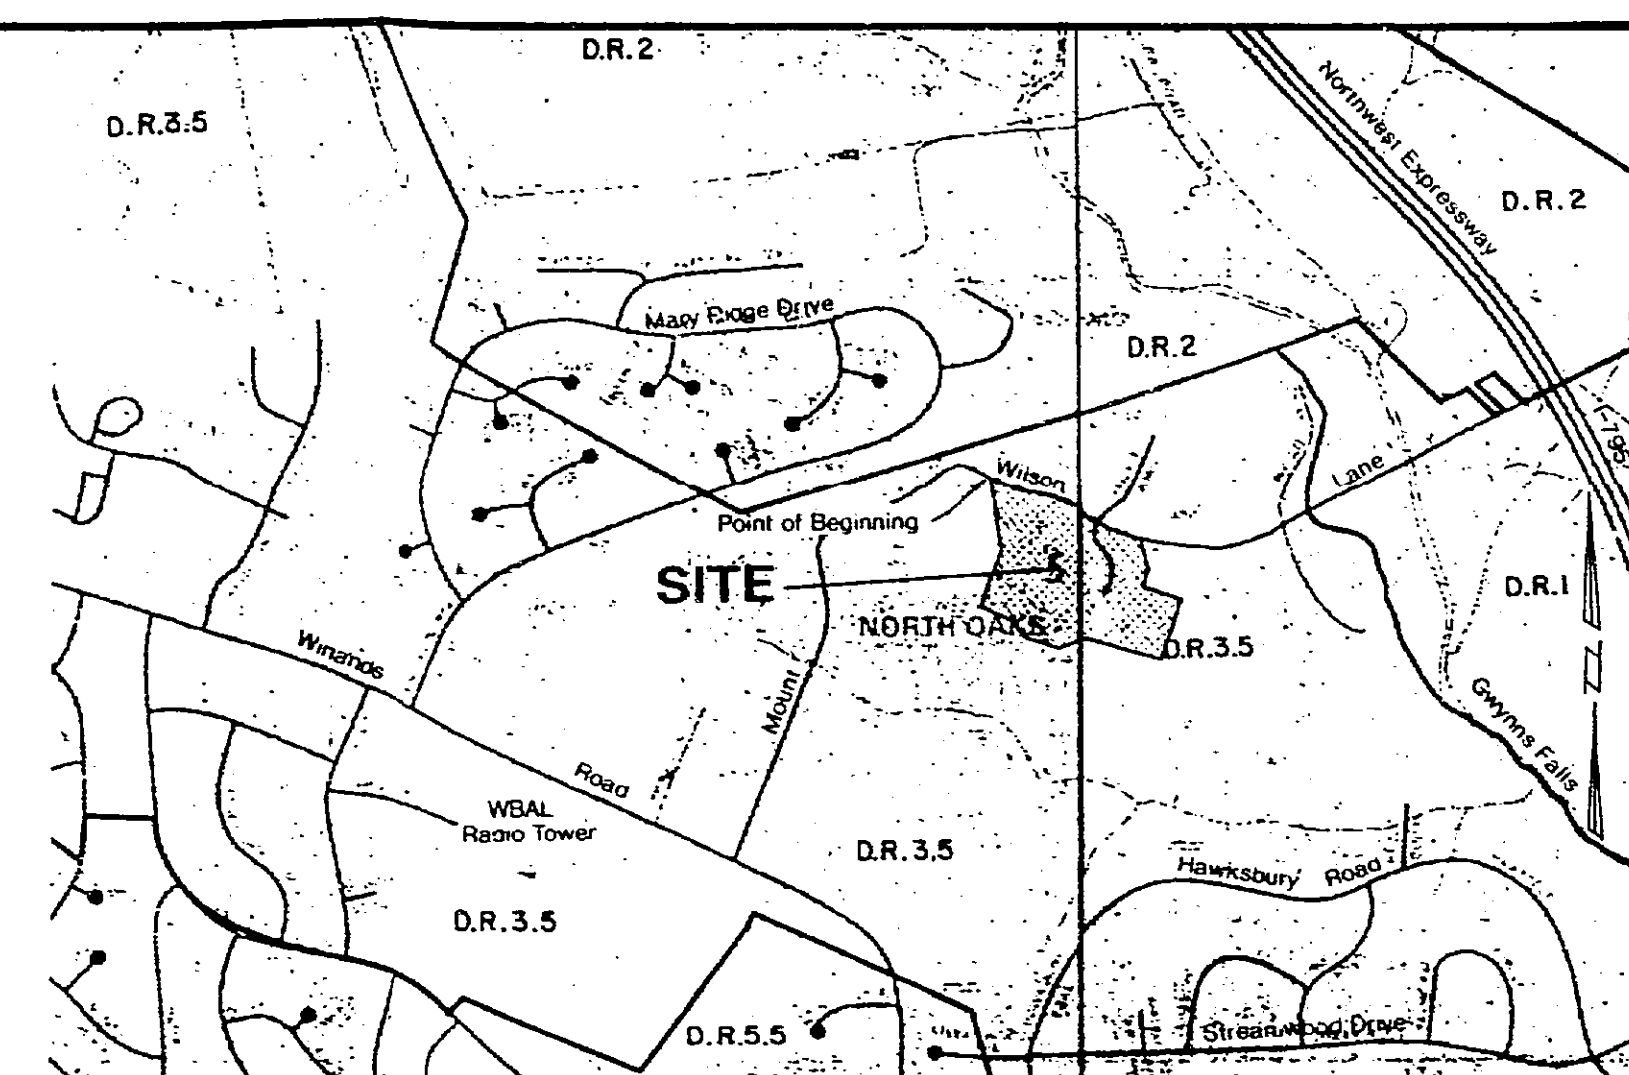 D.R.2
D.R.3.5
Northwest Expressway
D.R.2
Mary Ridge Drive
D.R.2
I-795
Wilson
Lane
Point of Beginning
SITE
D.R.1
NORTH OAKS
D.R.3.5
Winands
Mount
Gwynns Falls
Road
WBAL
Radio Tower
D.R.3.5
Hawksbury Road
D.R.3.5
Streamwood Drive
D.R.5.5